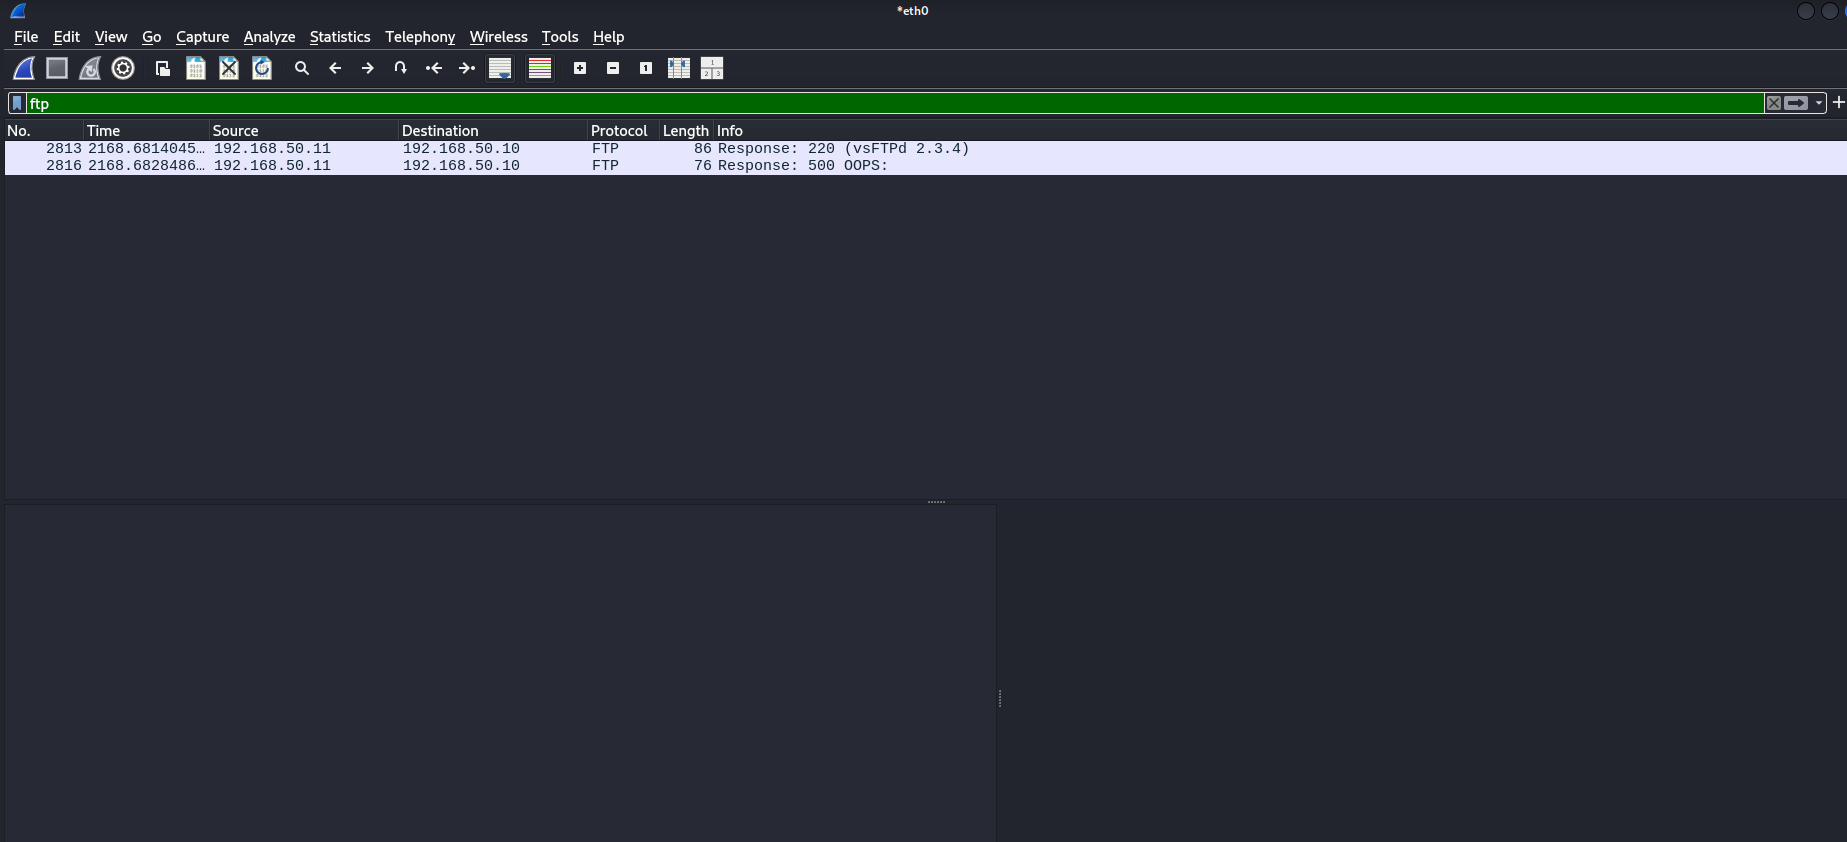 *eth0
File Edit View Go Capture Analyze Statistics Telephony Wireless Tools Help
ftp
No. Time Source Destination Protocol Length Info
2813 2168.6814045… 192.168.50.11 192.168.50.10 FTP 86 Response: 220 (vsFTPd 2.3.4)
2816 2168.6828486… 192.168.50.11 192.168.50.10 FTP 76 Response: 500 OOPS: